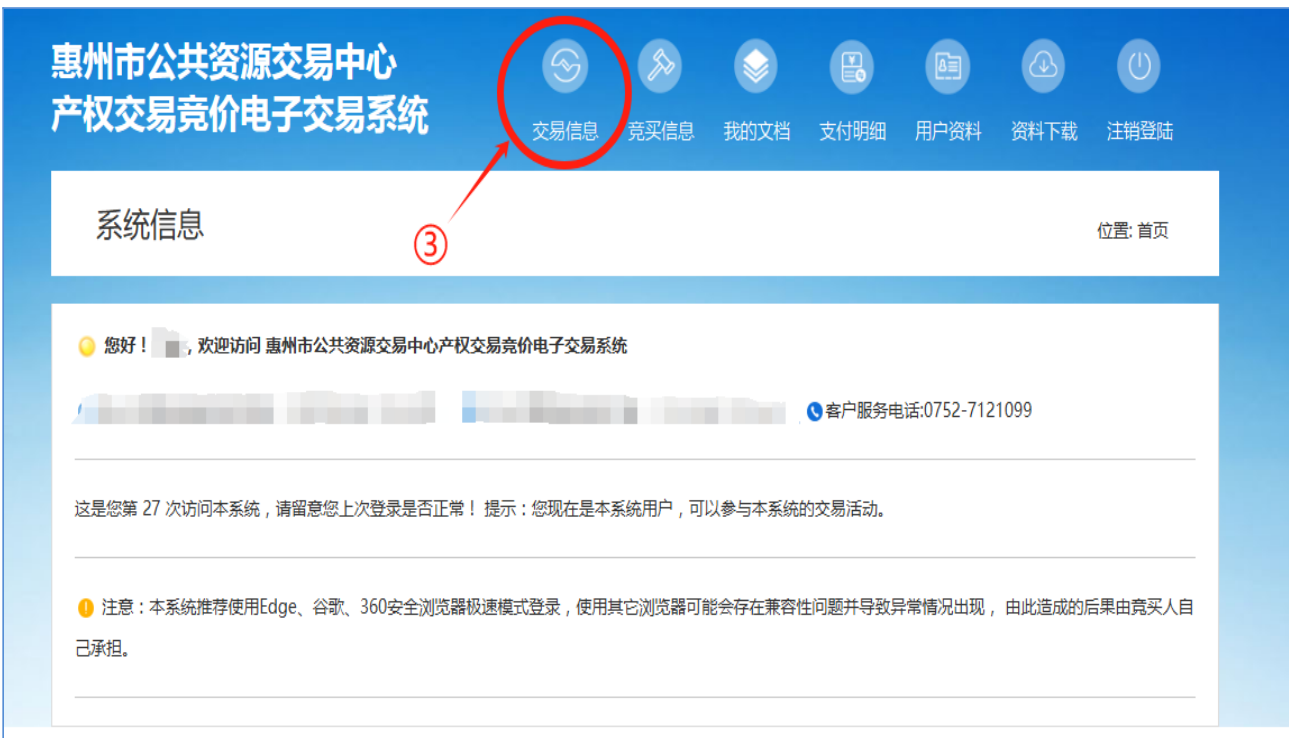 惠州市公共资源交易中心
产权交易竞价电子交易系统
交易信息
竞买信息
我的文档
支付明细
用户资料
资料下载
注销登陆
③
系统信息
位置: 首页
您好！ ，欢迎访问 惠州市公共资源交易中心产权交易竞价电子交易系统
客户服务电话:0752-7121099
这是您第 27 次访问本系统，请留意您上次登录是否正常！ 提示：您现在是本系统用户，可以参与本系统的交易活动。
注意：本系统推荐使用Edge、谷歌、360安全浏览器极速模式登录，使用其它浏览器可能会存在兼容性问题并导致异常情况出现， 由此造成的后果由竞买人自
己承担。